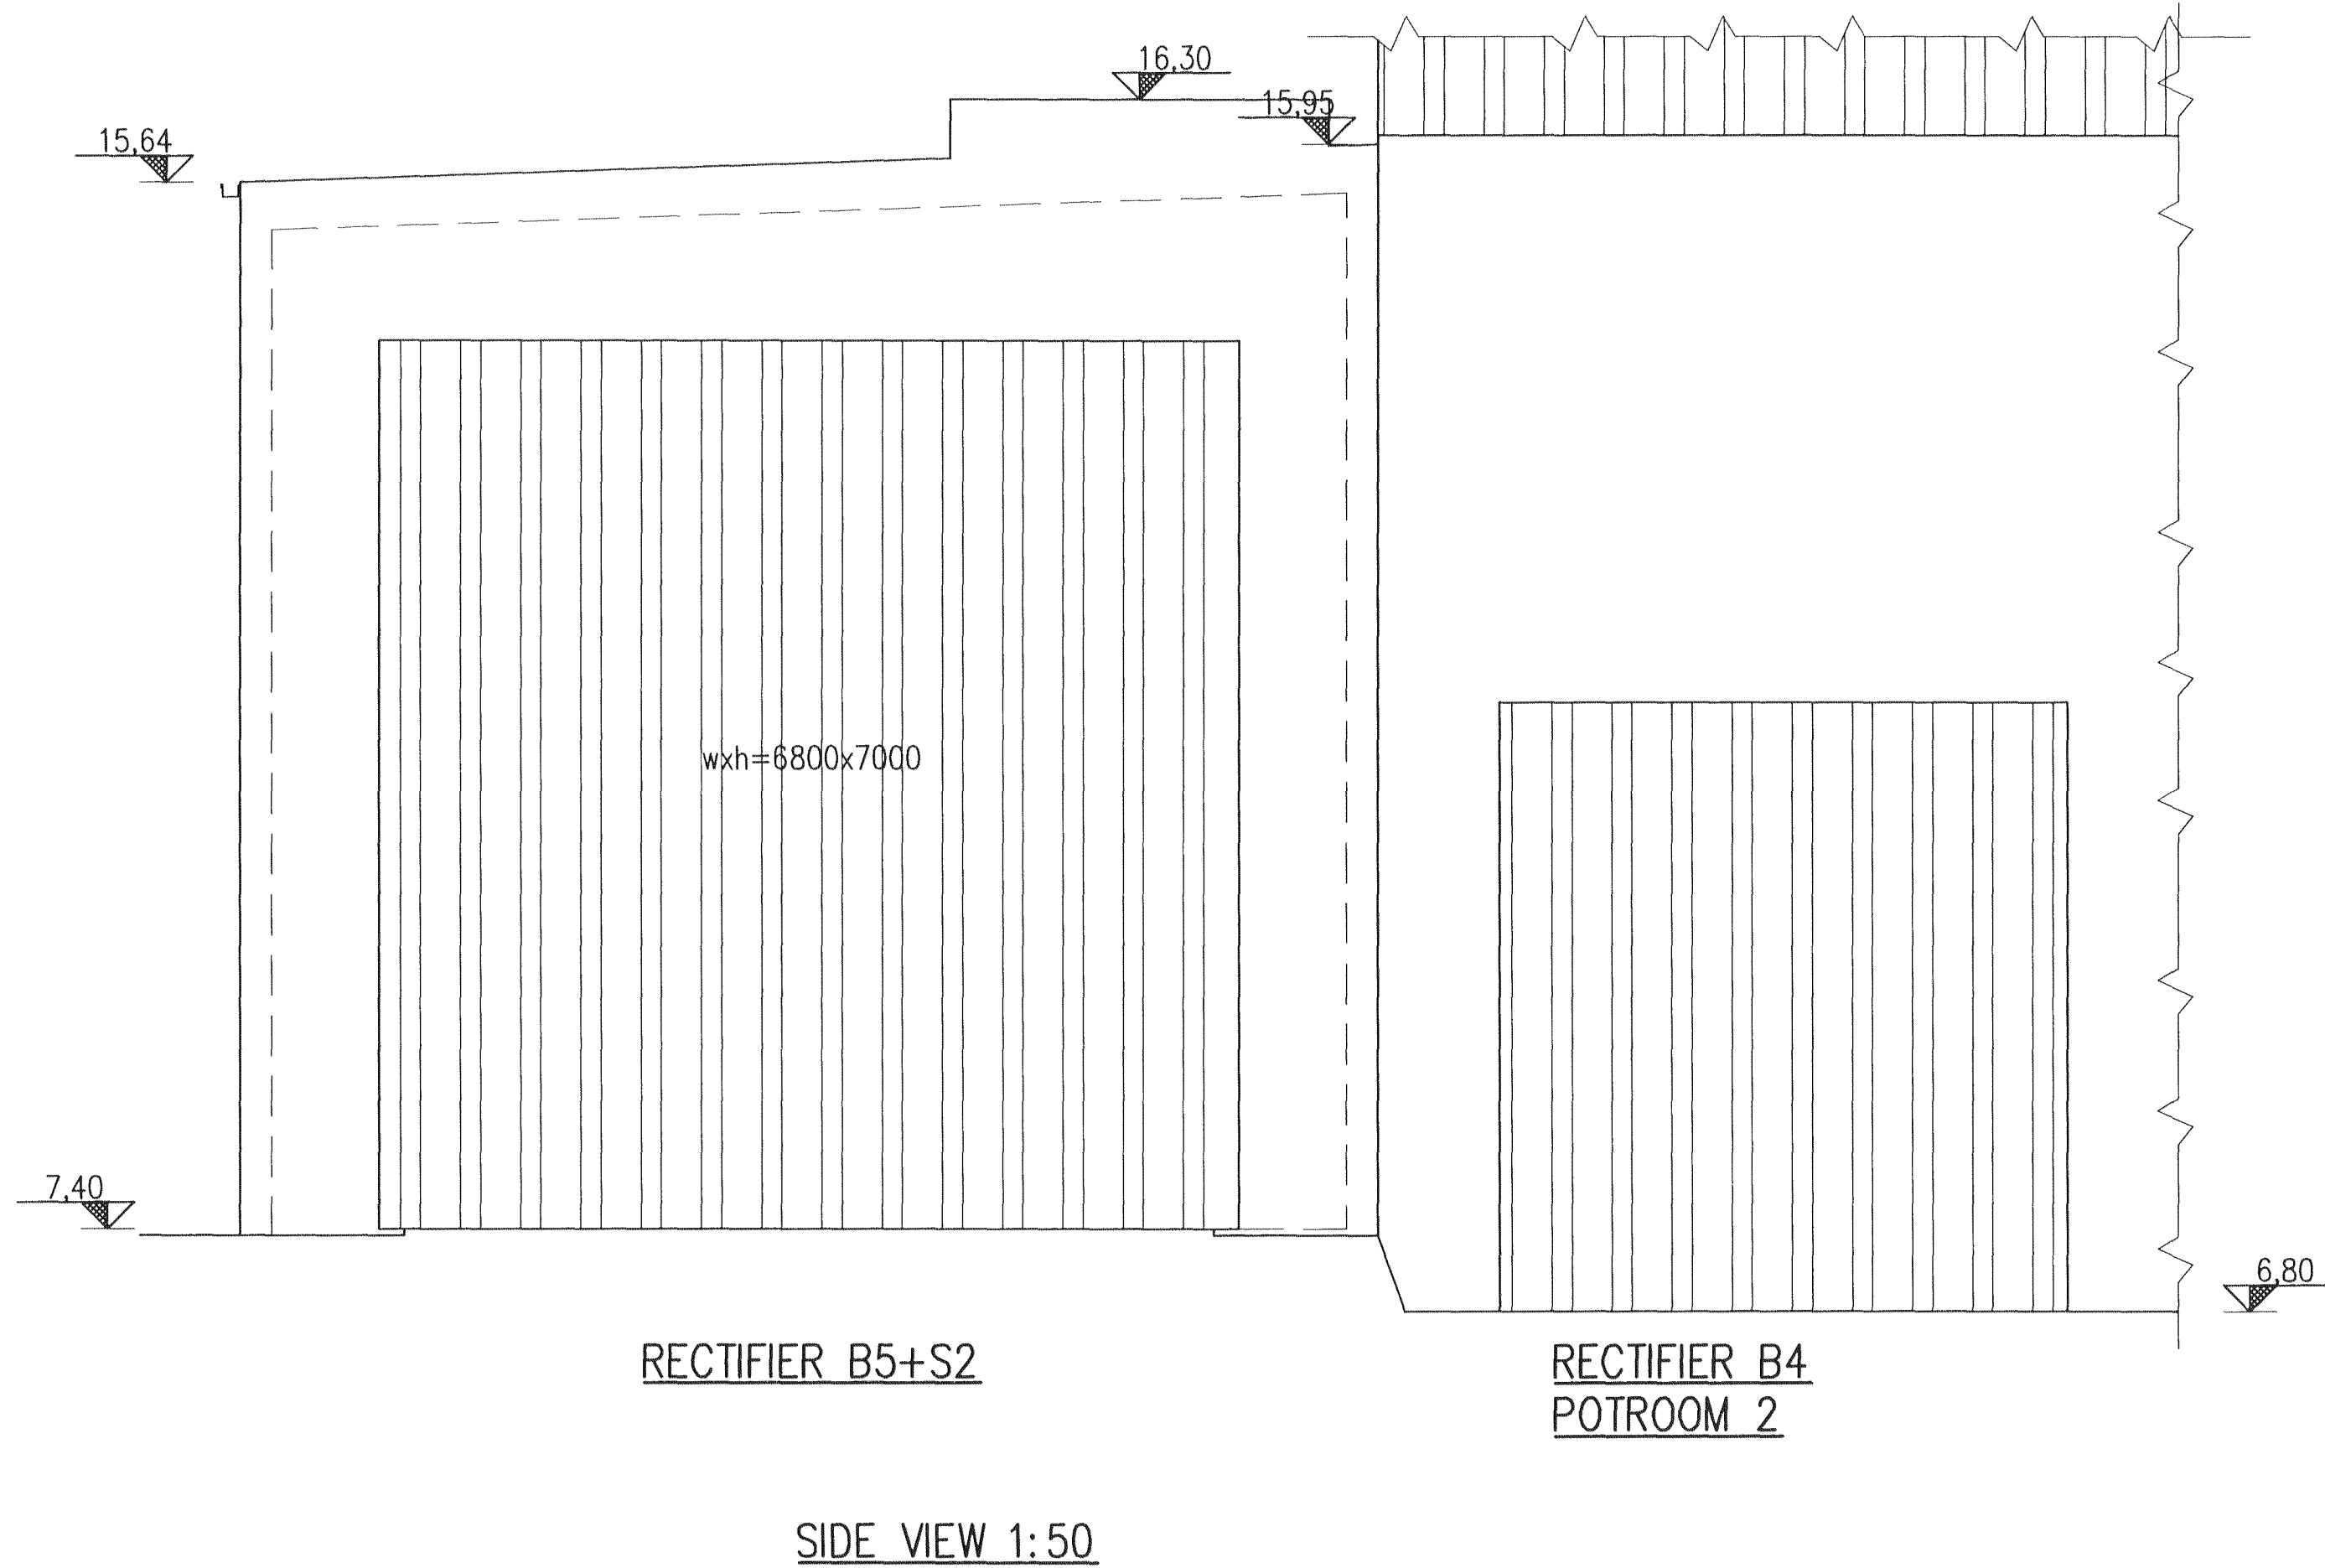 16,30
15,95
15,64
wxh=6800x7000
7,40
6,80
RECTIFIER B5+S2
RECTIFIER B4
POTROOM 2
SIDE VIEW 1:50